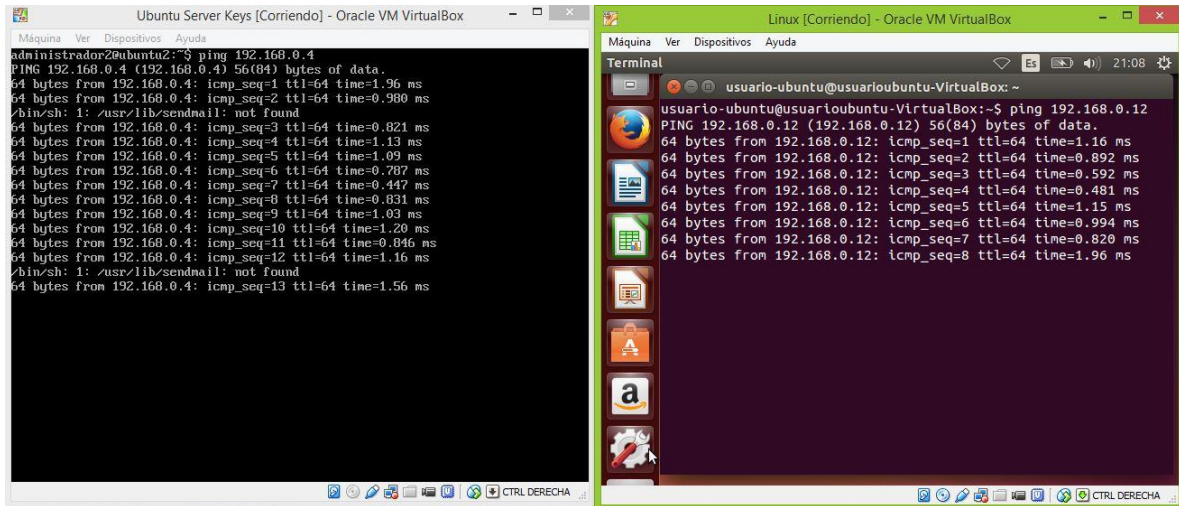 Ubuntu Server Keys [Corriendo] - Oracle VM VirtualBox
Máquina Ver Dispositivos Ayuda
administrador2@ubuntu2:~$ ping 192.168.0.4
PING 192.168.0.4 (192.168.0.4) 56(84) bytes of data.
64 bytes from 192.168.0.4: icmp_seq=1 ttl=64 time=1.96 ms
64 bytes from 192.168.0.4: icmp_seq=2 ttl=64 time=0.980 ms
/bin/sh: 1: /usr/lib/sendmail: not found
64 bytes from 192.168.0.4: icmp_seq=3 ttl=64 time=0.821 ms
64 bytes from 192.168.0.4: icmp_seq=4 ttl=64 time=1.13 ms
64 bytes from 192.168.0.4: icmp_seq=5 ttl=64 time=1.09 ms
64 bytes from 192.168.0.4: icmp_seq=6 ttl=64 time=0.787 ms
64 bytes from 192.168.0.4: icmp_seq=7 ttl=64 time=0.447 ms
64 bytes from 192.168.0.4: icmp_seq=8 ttl=64 time=0.831 ms
64 bytes from 192.168.0.4: icmp_seq=9 ttl=64 time=1.03 ms
64 bytes from 192.168.0.4: icmp_seq=10 ttl=64 time=1.20 ms
64 bytes from 192.168.0.4: icmp_seq=11 ttl=64 time=0.846 ms
64 bytes from 192.168.0.4: icmp_seq=12 ttl=64 time=1.16 ms
/bin/sh: 1: /usr/lib/sendmail: not found
64 bytes from 192.168.0.4: icmp_seq=13 ttl=64 time=1.56 ms
CTRL DERECHA
Linux [Corriendo] - Oracle VM VirtualBox
Máquina Ver Dispositivos Ayuda
Terminal Es 21:08
usuario-ubuntu@usuarioubuntu-VirtualBox: ~
usuario-ubuntu@usuarioubuntu-VirtualBox:~$ ping 192.168.0.12
PING 192.168.0.12 (192.168.0.12) 56(84) bytes of data.
64 bytes from 192.168.0.12: icmp_seq=1 ttl=64 time=1.16 ms
64 bytes from 192.168.0.12: icmp_seq=2 ttl=64 time=0.892 ms
64 bytes from 192.168.0.12: icmp_seq=3 ttl=64 time=0.592 ms
64 bytes from 192.168.0.12: icmp_seq=4 ttl=64 time=0.481 ms
64 bytes from 192.168.0.12: icmp_seq=5 ttl=64 time=1.15 ms
64 bytes from 192.168.0.12: icmp_seq=6 ttl=64 time=0.994 ms
64 bytes from 192.168.0.12: icmp_seq=7 ttl=64 time=0.820 ms
64 bytes from 192.168.0.12: icmp_seq=8 ttl=64 time=1.96 ms
CTRL DERECHA